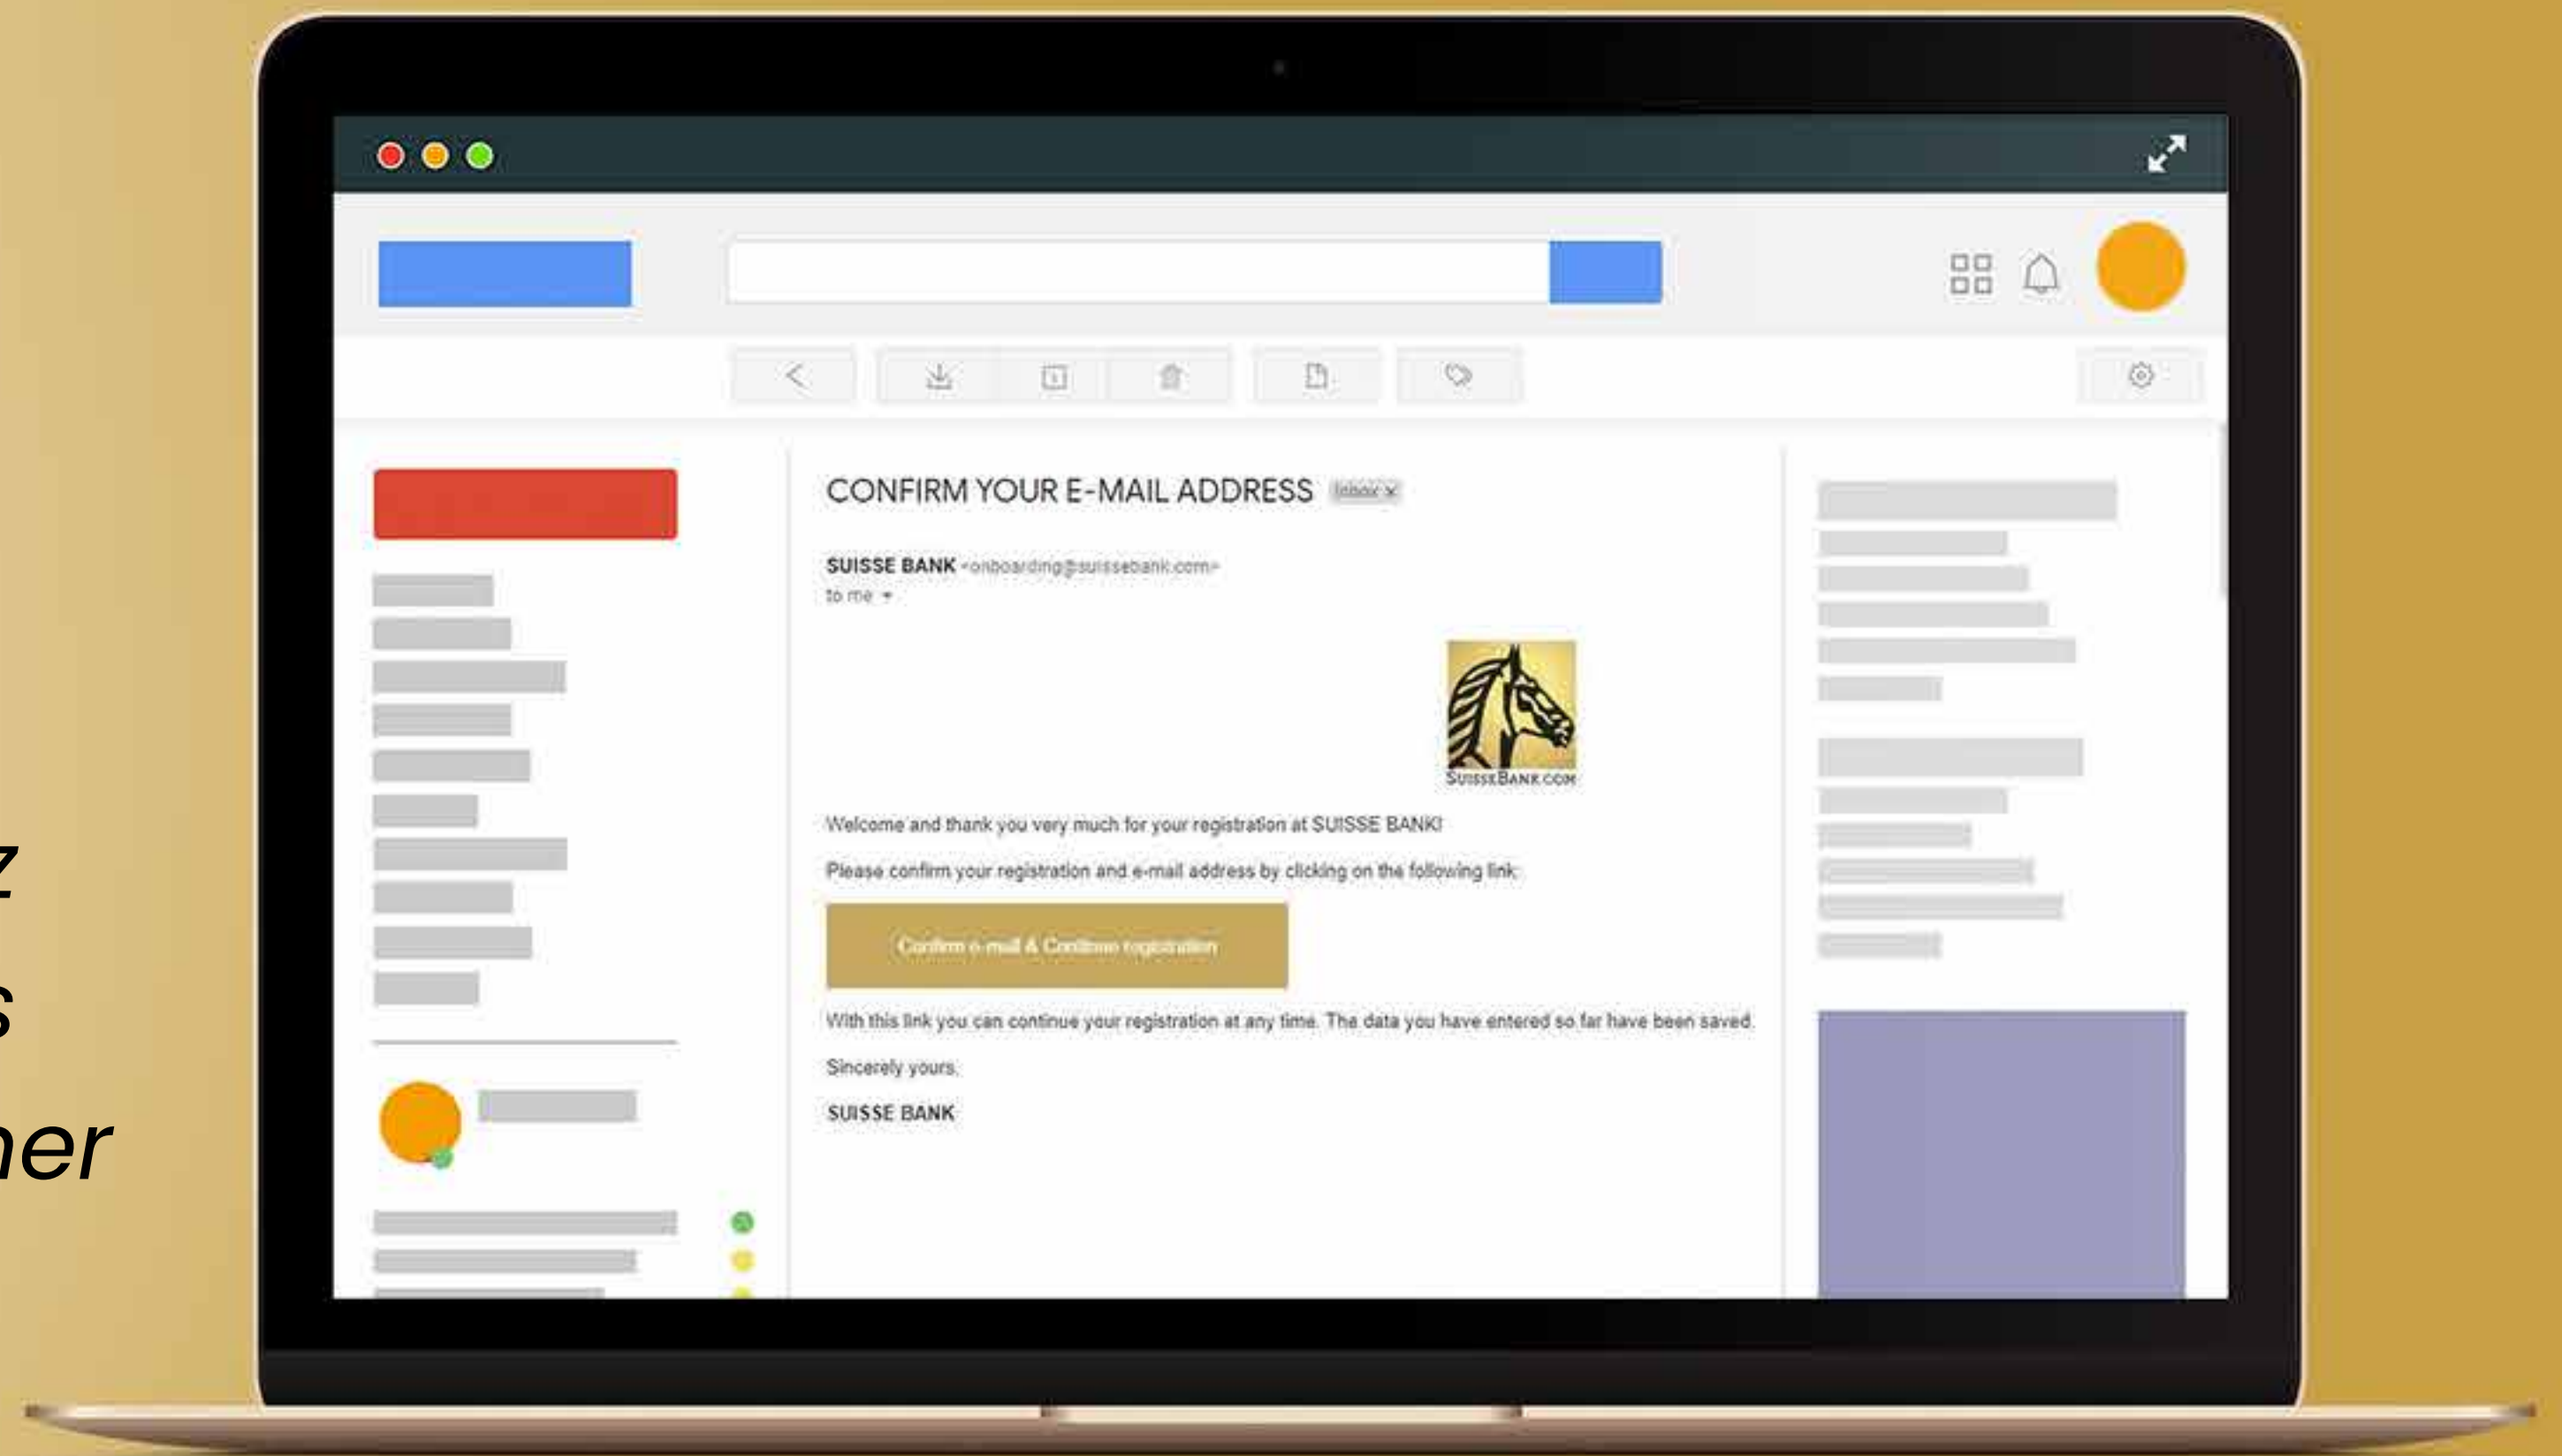 z
s
ner
CONFIRM YOUR E-MAIL ADDRESS Inbox x
SUISSE BANK <onboarding@suissebank.com>
to me
SUISSEBANK.COM
Welcome and thank you very much for your registration at SUISSE BANK!
Please confirm your registration and e-mail address by clicking on the following link:
Confirm e-mail & Continue registration
With this link you can continue your registration at any time. The data you have entered so far have been saved.
Sincerely yours,
SUISSE BANK